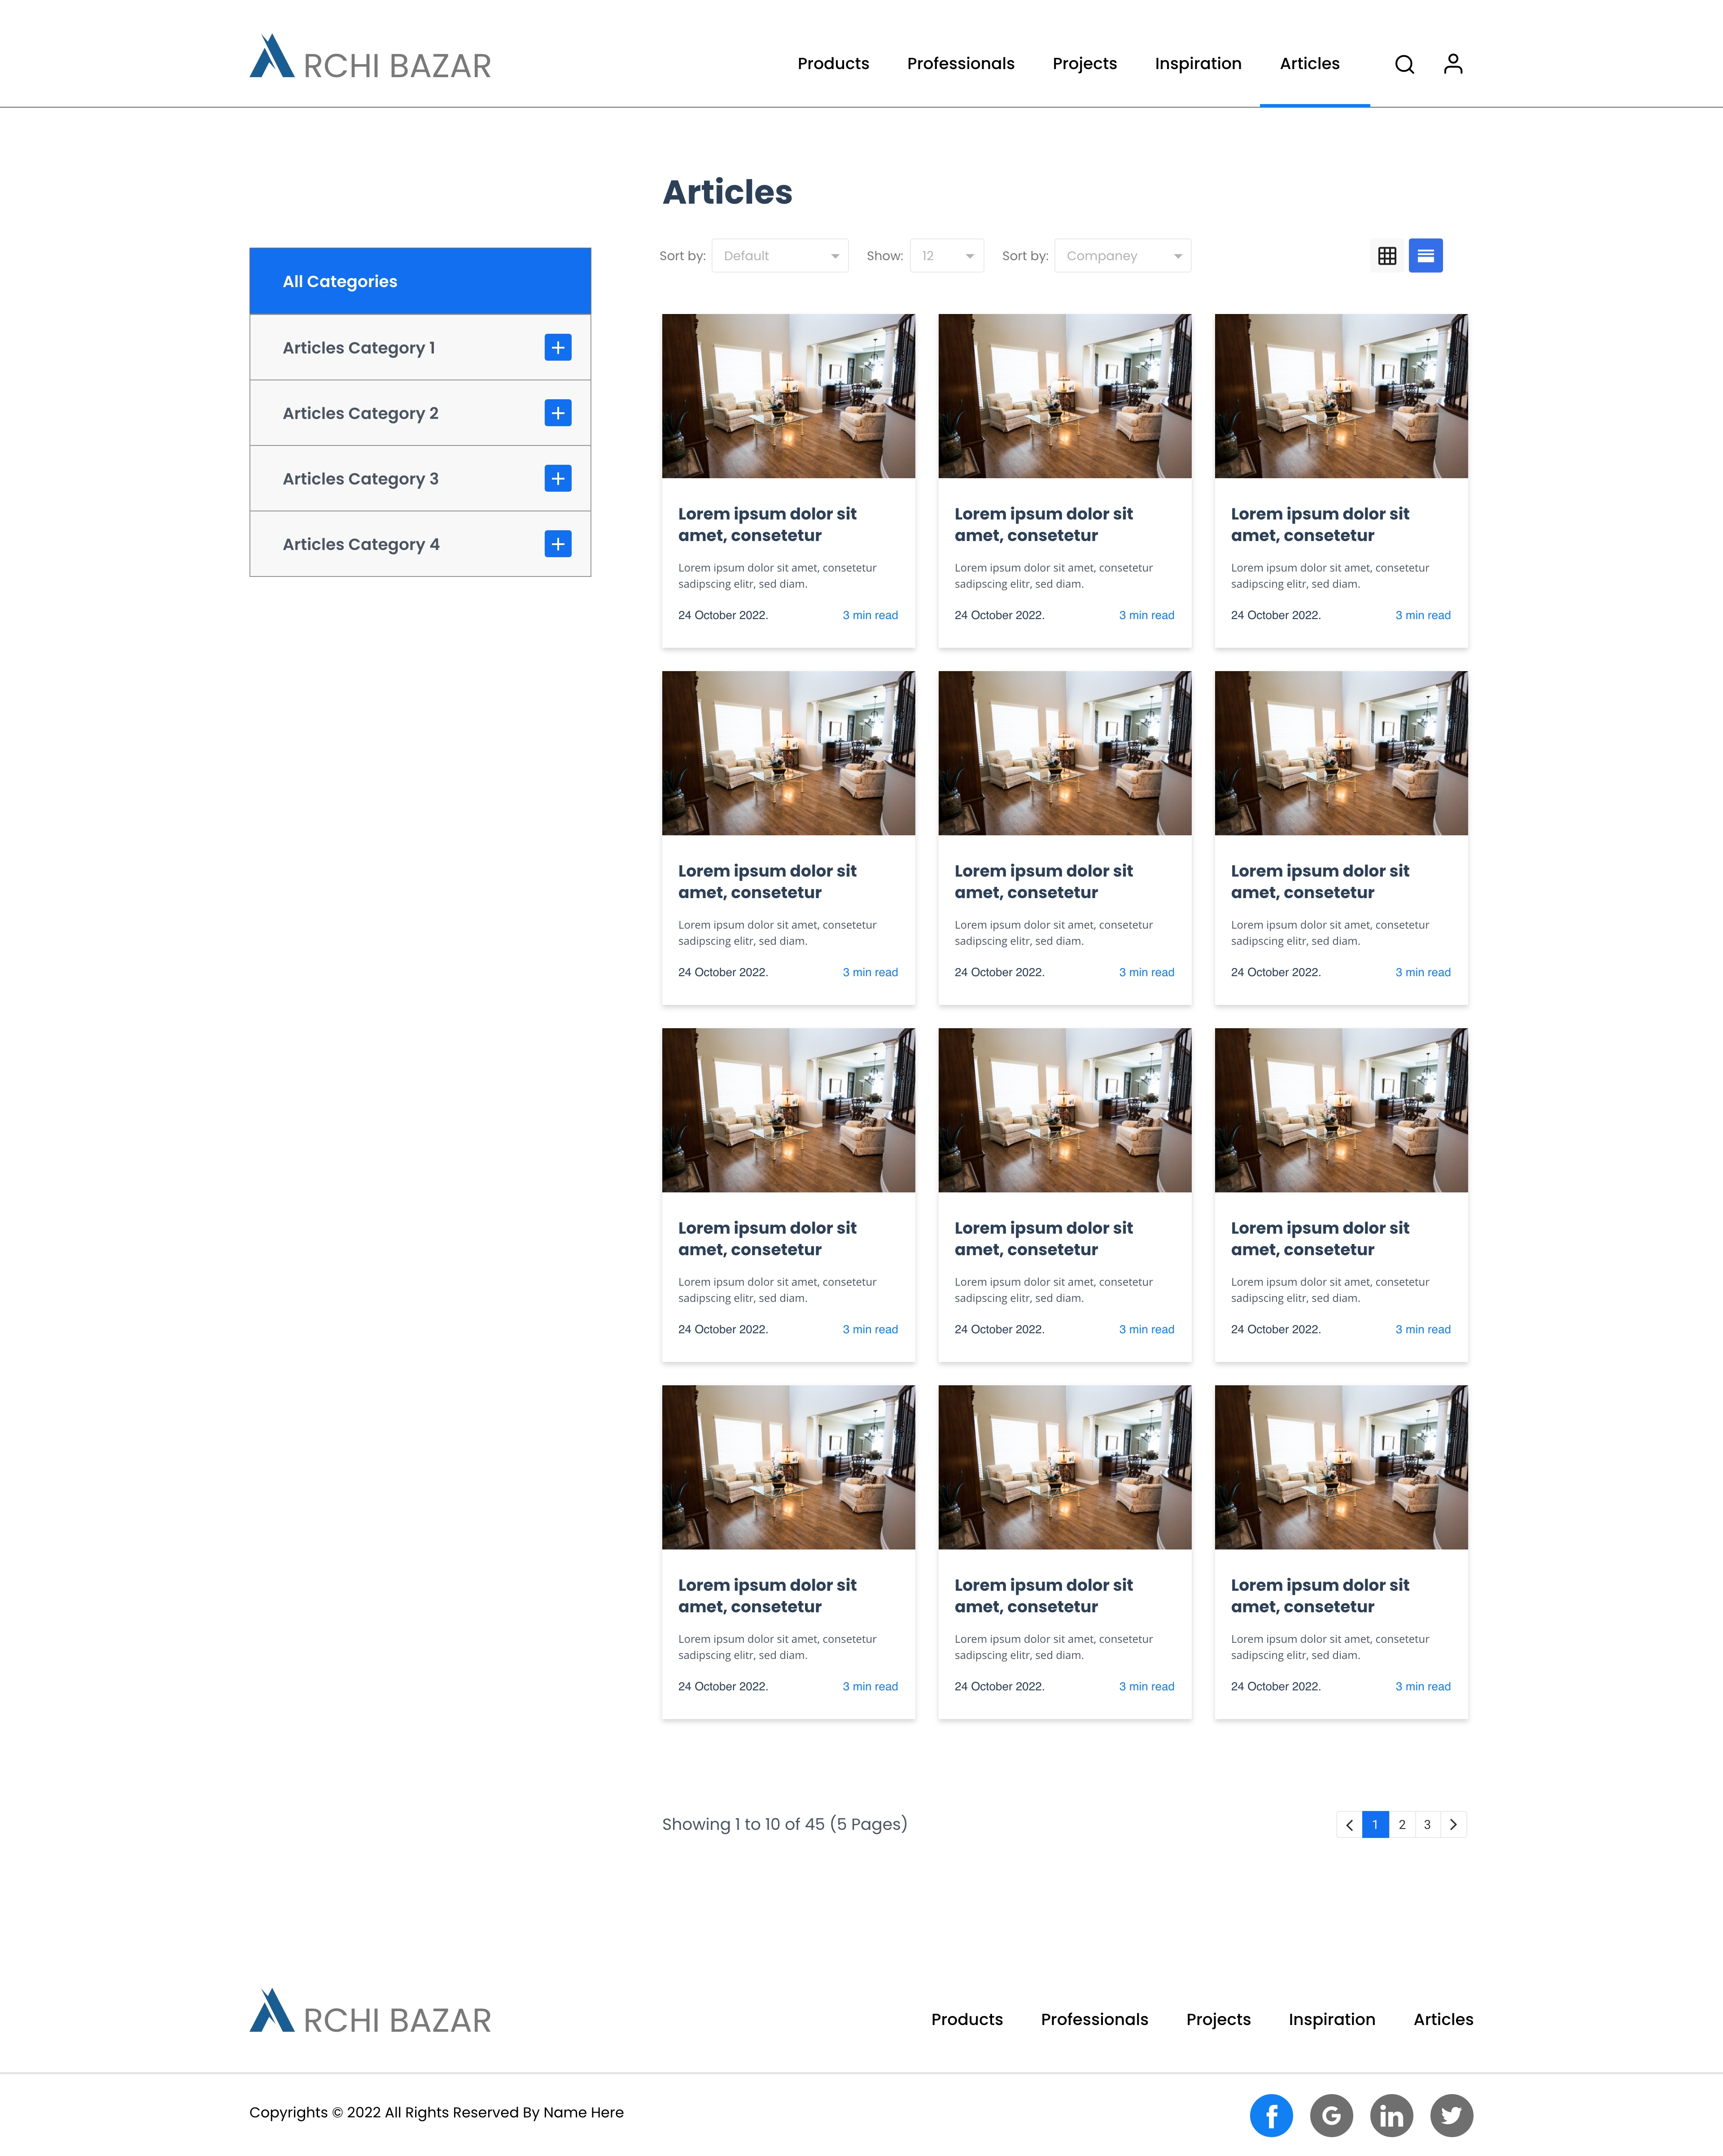 RCHI BAZAR
Products Professionals Projects Inspiration Articles
Articles
Sort by: Default Show: 12 Sort by: Companey
All Categories
Articles Category 1
Articles Category 2
Articles Category 3
Articles Category 4
Lorem ipsum dolor sit
amet, consetetur
Lorem ipsum dolor sit amet, consetetur
sadipscing elitr, sed diam.
24 October 2022. 3 min read
Lorem ipsum dolor sit
amet, consetetur
Lorem ipsum dolor sit amet, consetetur
sadipscing elitr, sed diam.
24 October 2022. 3 min read
Lorem ipsum dolor sit
amet, consetetur
Lorem ipsum dolor sit amet, consetetur
sadipscing elitr, sed diam.
24 October 2022. 3 min read
Lorem ipsum dolor sit
amet, consetetur
Lorem ipsum dolor sit amet, consetetur
sadipscing elitr, sed diam.
24 October 2022. 3 min read
Lorem ipsum dolor sit
amet, consetetur
Lorem ipsum dolor sit amet, consetetur
sadipscing elitr, sed diam.
24 October 2022. 3 min read
Lorem ipsum dolor sit
amet, consetetur
Lorem ipsum dolor sit amet, consetetur
sadipscing elitr, sed diam.
24 October 2022. 3 min read
Lorem ipsum dolor sit
amet, consetetur
Lorem ipsum dolor sit amet, consetetur
sadipscing elitr, sed diam.
24 October 2022. 3 min read
Lorem ipsum dolor sit
amet, consetetur
Lorem ipsum dolor sit amet, consetetur
sadipscing elitr, sed diam.
24 October 2022. 3 min read
Lorem ipsum dolor sit
amet, consetetur
Lorem ipsum dolor sit amet, consetetur
sadipscing elitr, sed diam.
24 October 2022. 3 min read
Lorem ipsum dolor sit
amet, consetetur
Lorem ipsum dolor sit amet, consetetur
sadipscing elitr, sed diam.
24 October 2022. 3 min read
Lorem ipsum dolor sit
amet, consetetur
Lorem ipsum dolor sit amet, consetetur
sadipscing elitr, sed diam.
24 October 2022. 3 min read
Lorem ipsum dolor sit
amet, consetetur
Lorem ipsum dolor sit amet, consetetur
sadipscing elitr, sed diam.
24 October 2022. 3 min read
Showing 1 to 10 of 45 (5 Pages)
1 2 3
RCHI BAZAR
Products Professionals Projects Inspiration Articles
Copyrights © 2022 All Rights Reserved By Name Here
f G in